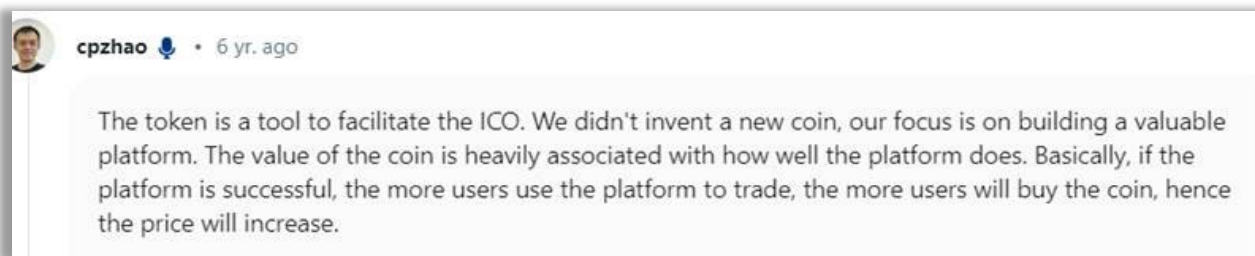 cpzhao • 6 yr. ago
The token is a tool to facilitate the ICO. We didn't invent a new coin, our focus is on building a valuable
platform. The value of the coin is heavily associated with how well the platform does. Basically, if the
platform is successful, the more users use the platform to trade, the more users will buy the coin, hence
the price will increase.